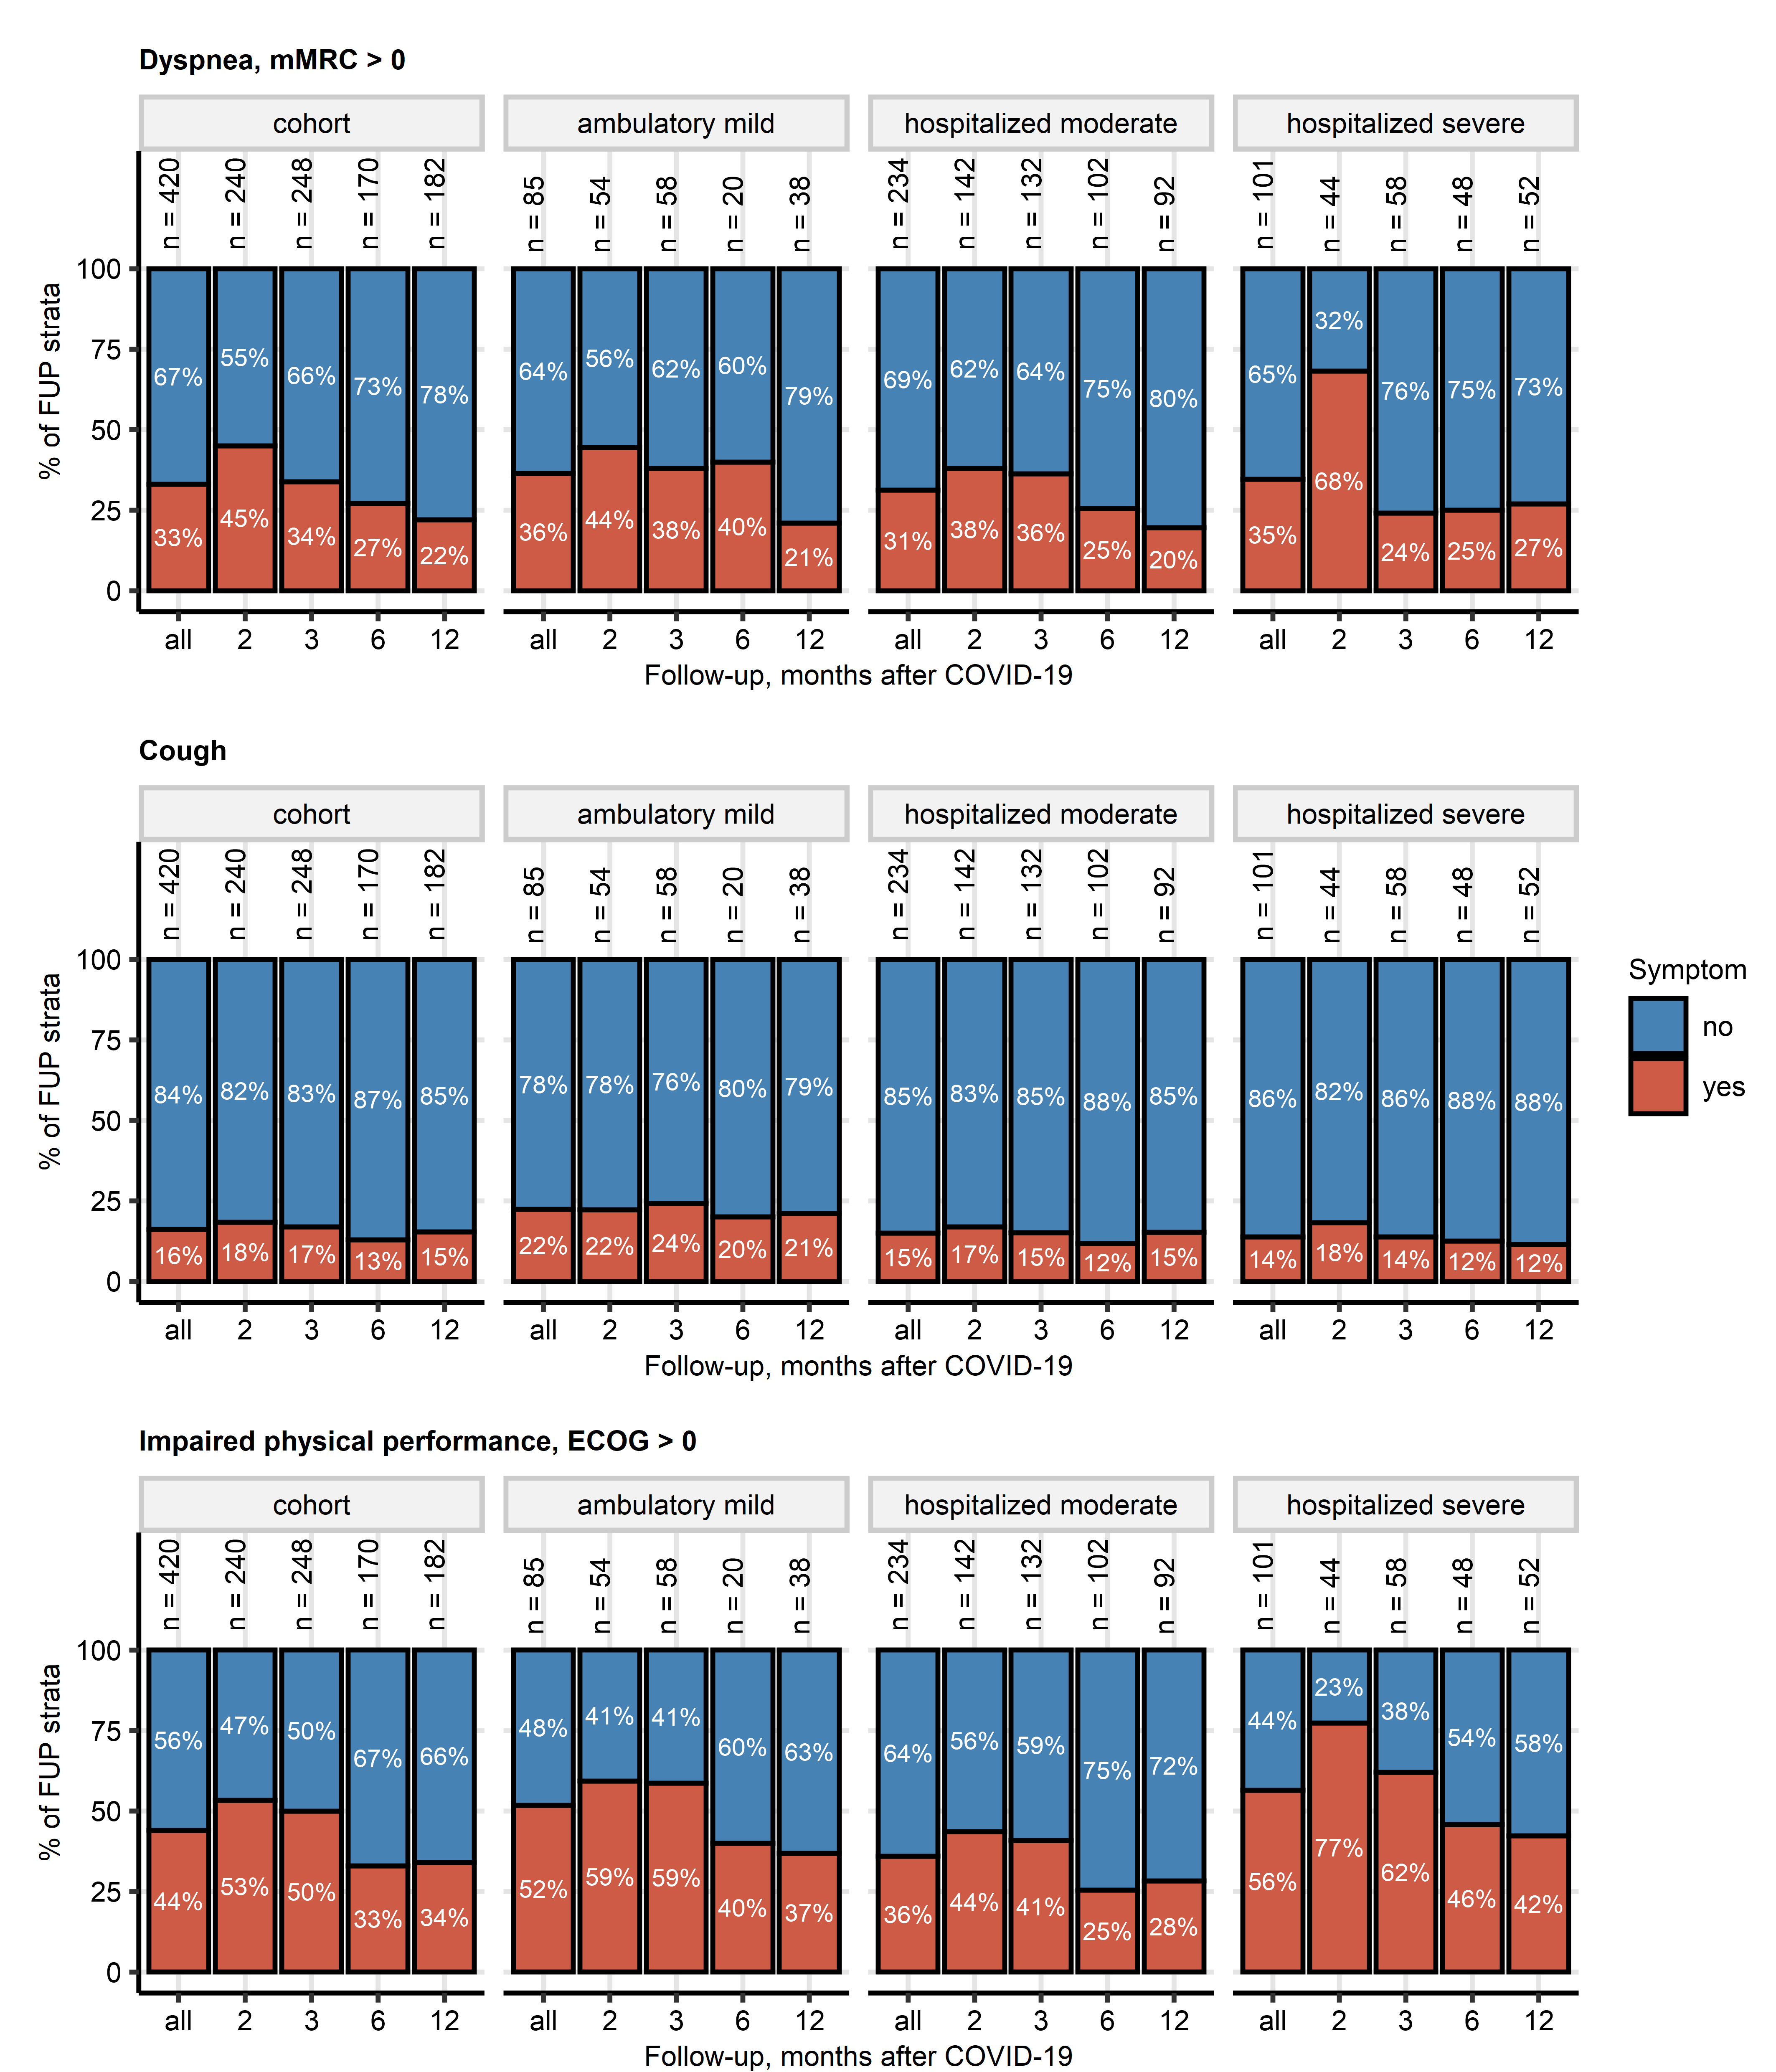 Dyspnea, mMRC > 0
cohort ambulatory mild hospitalized moderate hospitalized severe
n = 420 n = 240 n = 248 n = 170 n = 182 n = 85 n = 54 n = 58 n = 20 n = 38 n = 234 n = 142 n = 132 n = 102 n = 92 n = 101 n = 44 n = 58 n = 48 n = 52
% of FUP strata
100
75
50
25
0
67% 55% 66% 73% 78% 64% 56% 62% 60% 79% 69% 62% 64% 75% 80% 65% 32% 76% 75% 73%
33% 45% 34% 27% 22% 36% 44% 38% 40% 21% 31% 38% 36% 25% 20% 35% 68% 24% 25% 27%
all 2 3 6 12 all 2 3 6 12 all 2 3 6 12 all 2 3 6 12
Follow-up, months after COVID-19
Cough
cohort ambulatory mild hospitalized moderate hospitalized severe
n = 420 n = 240 n = 248 n = 170 n = 182 n = 85 n = 54 n = 58 n = 20 n = 38 n = 234 n = 142 n = 132 n = 102 n = 92 n = 101 n = 44 n = 58 n = 48 n = 52
% of FUP strata
100
75
50
25
0
84% 82% 83% 87% 85% 78% 78% 76% 80% 79% 85% 83% 85% 88% 85% 86% 82% 86% 88% 88%
16% 18% 17% 13% 15% 22% 22% 24% 20% 21% 15% 17% 15% 12% 15% 14% 18% 14% 12% 12%
all 2 3 6 12 all 2 3 6 12 all 2 3 6 12 all 2 3 6 12
Follow-up, months after COVID-19
Symptom
no
yes
Impaired physical performance, ECOG > 0
cohort ambulatory mild hospitalized moderate hospitalized severe
n = 420 n = 240 n = 248 n = 170 n = 182 n = 85 n = 54 n = 58 n = 20 n = 38 n = 234 n = 142 n = 132 n = 102 n = 92 n = 101 n = 44 n = 58 n = 48 n = 52
% of FUP strata
100
75
50
25
0
56% 47% 50% 67% 66% 48% 41% 41% 60% 63% 64% 56% 59% 75% 72% 44% 23% 38% 54% 58%
44% 53% 50% 33% 34% 52% 59% 59% 40% 37% 36% 44% 41% 25% 28% 56% 77% 62% 46% 42%
all 2 3 6 12 all 2 3 6 12 all 2 3 6 12 all 2 3 6 12
Follow-up, months after COVID-19